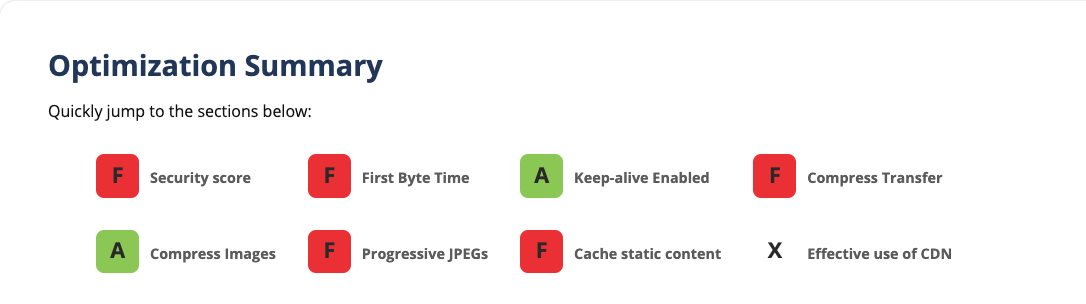 Optimization Summary
Quickly jump to the sections below:
F Security score F First Byte Time A Keep-alive Enabled F Compress Transfer
A Compress Images F Progressive JPEGs F Cache static content X Effective use of CDN